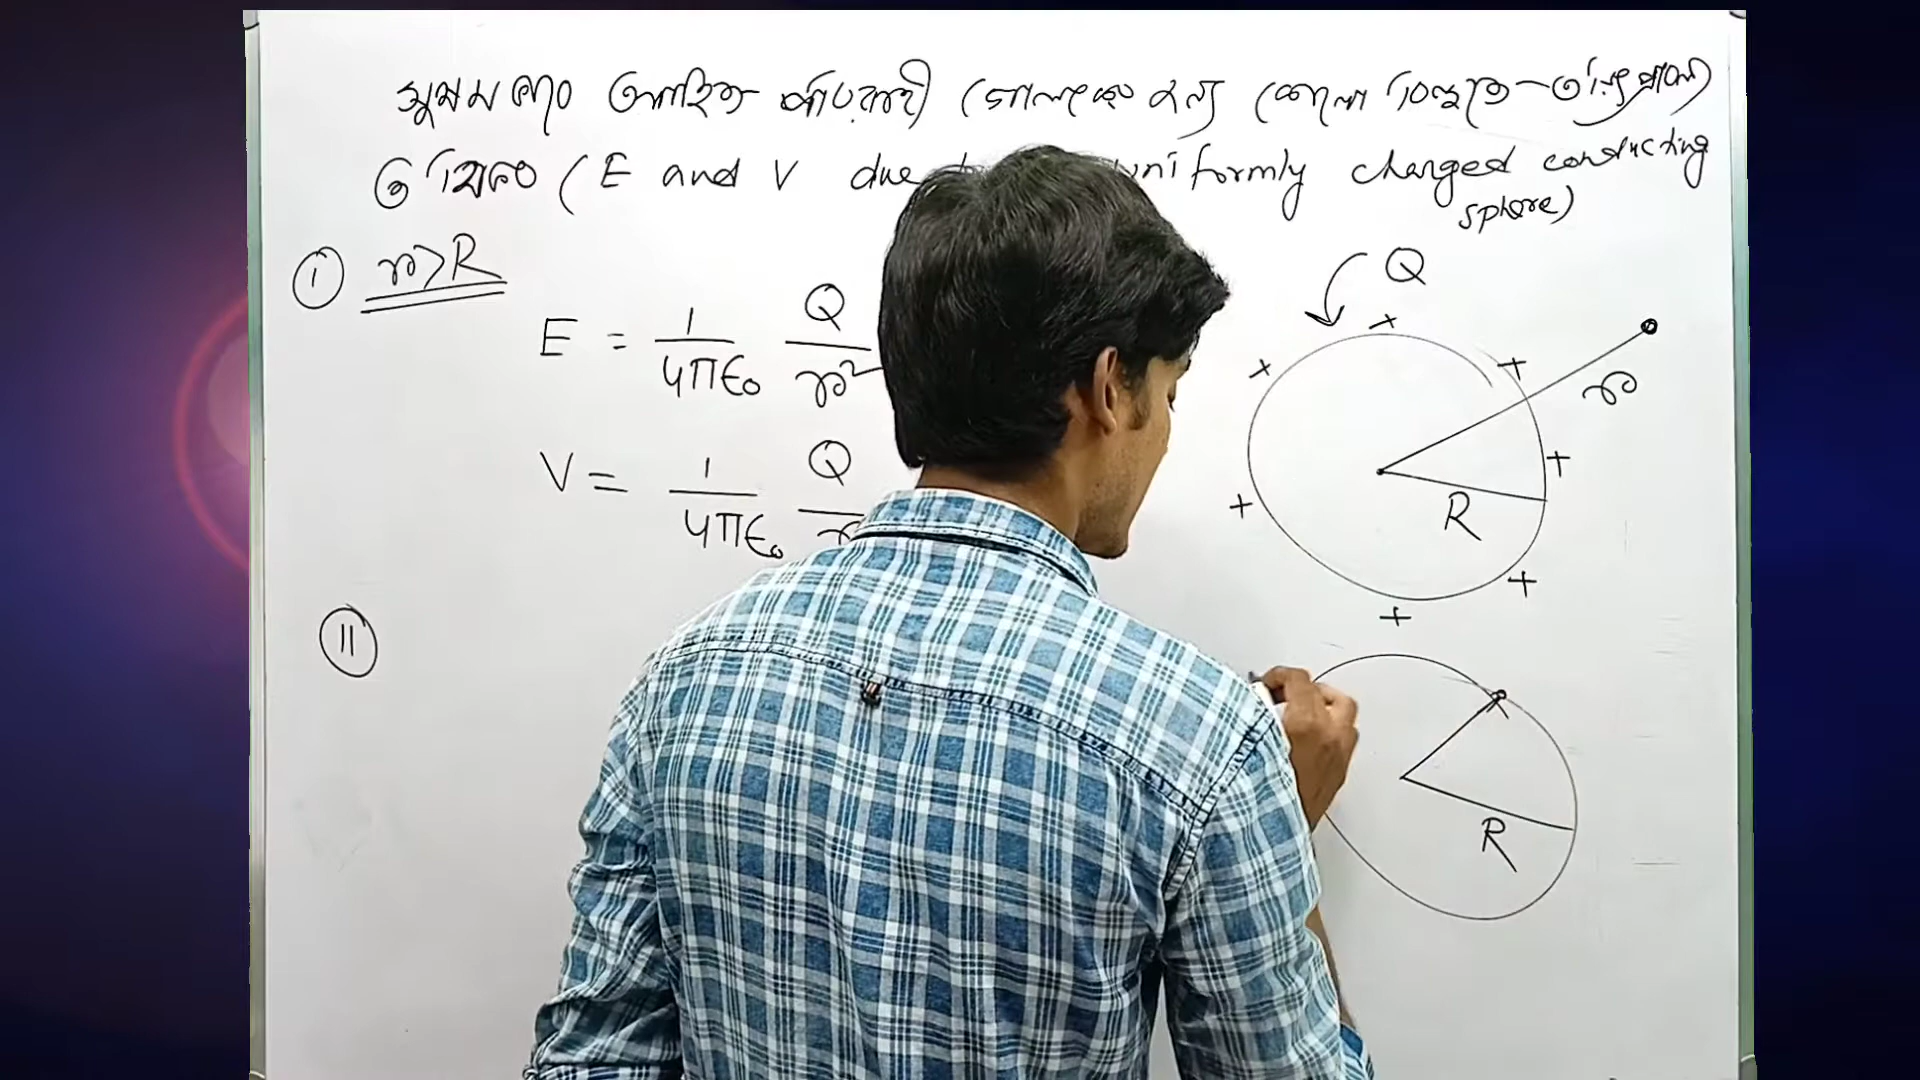 সুষমভাবে আহিত পরিবাহী গোলকের জন্য কোনো বিন্দুতে তড়িৎপ্রাবল্য
ও বিভব (E and V due uniformly charged conducting
sphere)
I r>R
E = 1/4πϵ₀ Q/r²
V = 1/4πϵ₀ Q/r
II
Q
+ + + + + + +
r
R
R